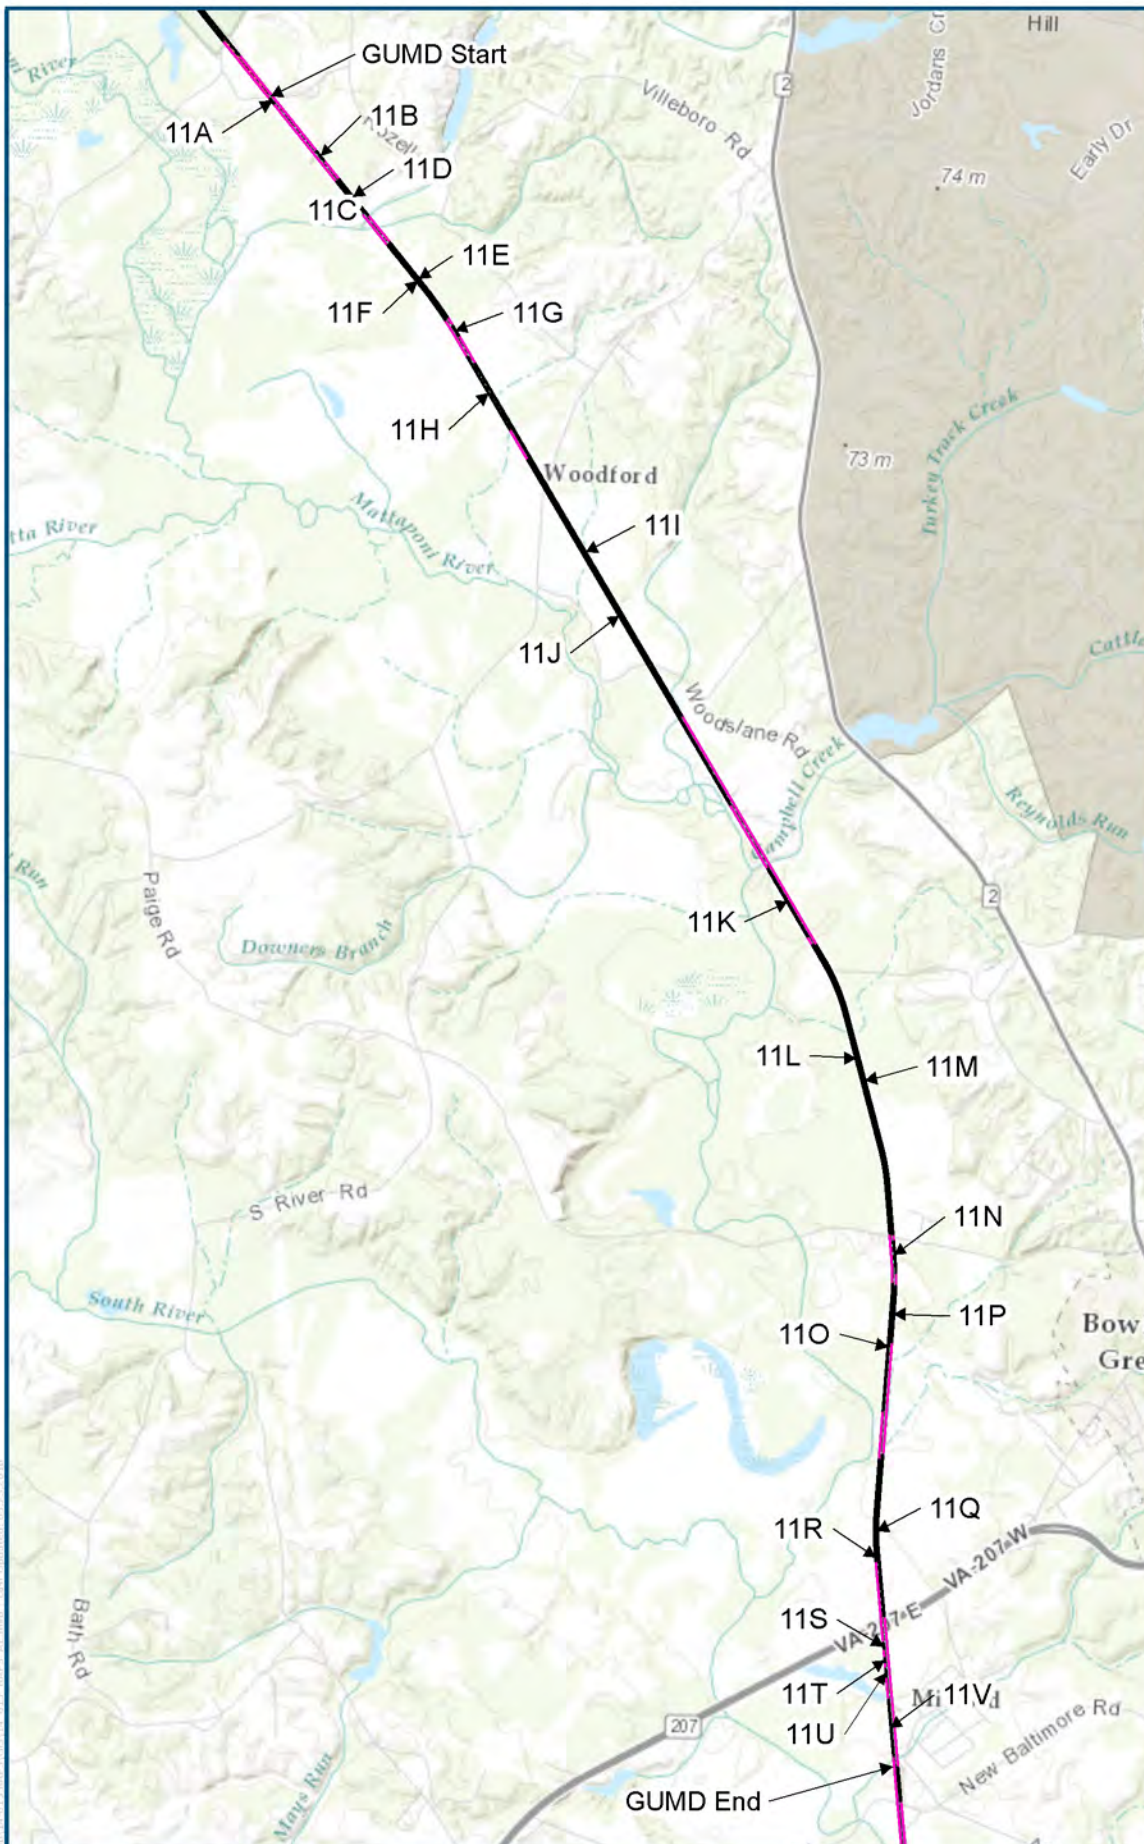 Hill
River
GUMD Start
2
Jordans Cr
Villeboro Rd
11B
11A
Early Dr
11D
74 m
11C
11E
11F
11G
Turkey Track Creek
11H
73 m
Woodford
Mattaponi River
tta River
11I
11J
Cattle
Woodslane Rd
Campbell Creek
Reynolds Run
Run
Paige Rd
2
11K
Downers Branch
11L
11M
S River Rd
11N
South River
11P
11O
Bow
Gre
11Q
11R
VA-207-W
VA-207-E
Bath Rd
11S
11T
11V
11U
207
New Baltimore Rd
Mays Run
GUMD End